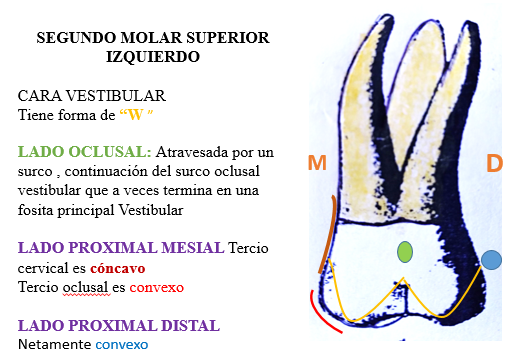 SEGUNDO MOLAR SUPERIOR
IZQUIERDO
CARA VESTIBULAR
Tiene forma de “W ”
LADO OCLUSAL: Atravesada por un
surco , continuación del surco oclusal
vestibular que a veces termina en una
fosita principal Vestibular
LADO PROXIMAL MESIAL Tercio
cervical es cóncavo
Tercio oclusal es convexo
LADO PROXIMAL DISTAL
Netamente convexo
M
D